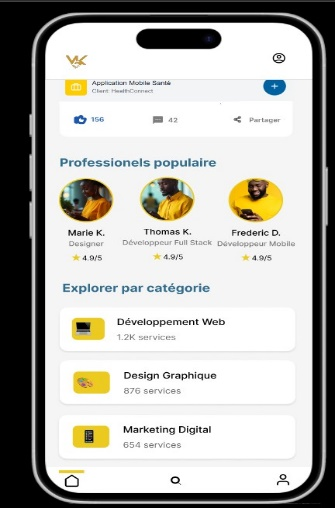 VK
Application Mobile Santé
Client: HealthConnect
156
42
Partager
Professionels populaire
Marie K.
Thomas K.
Frederic D.
Designer
Développeur Full Stack
Développeur Mobile
4.9/5
4.9/5
4.9/5
Explorer par catégorie
Développement Web
1.2K services
Design Graphique
876 services
Marketing Digital
654 services